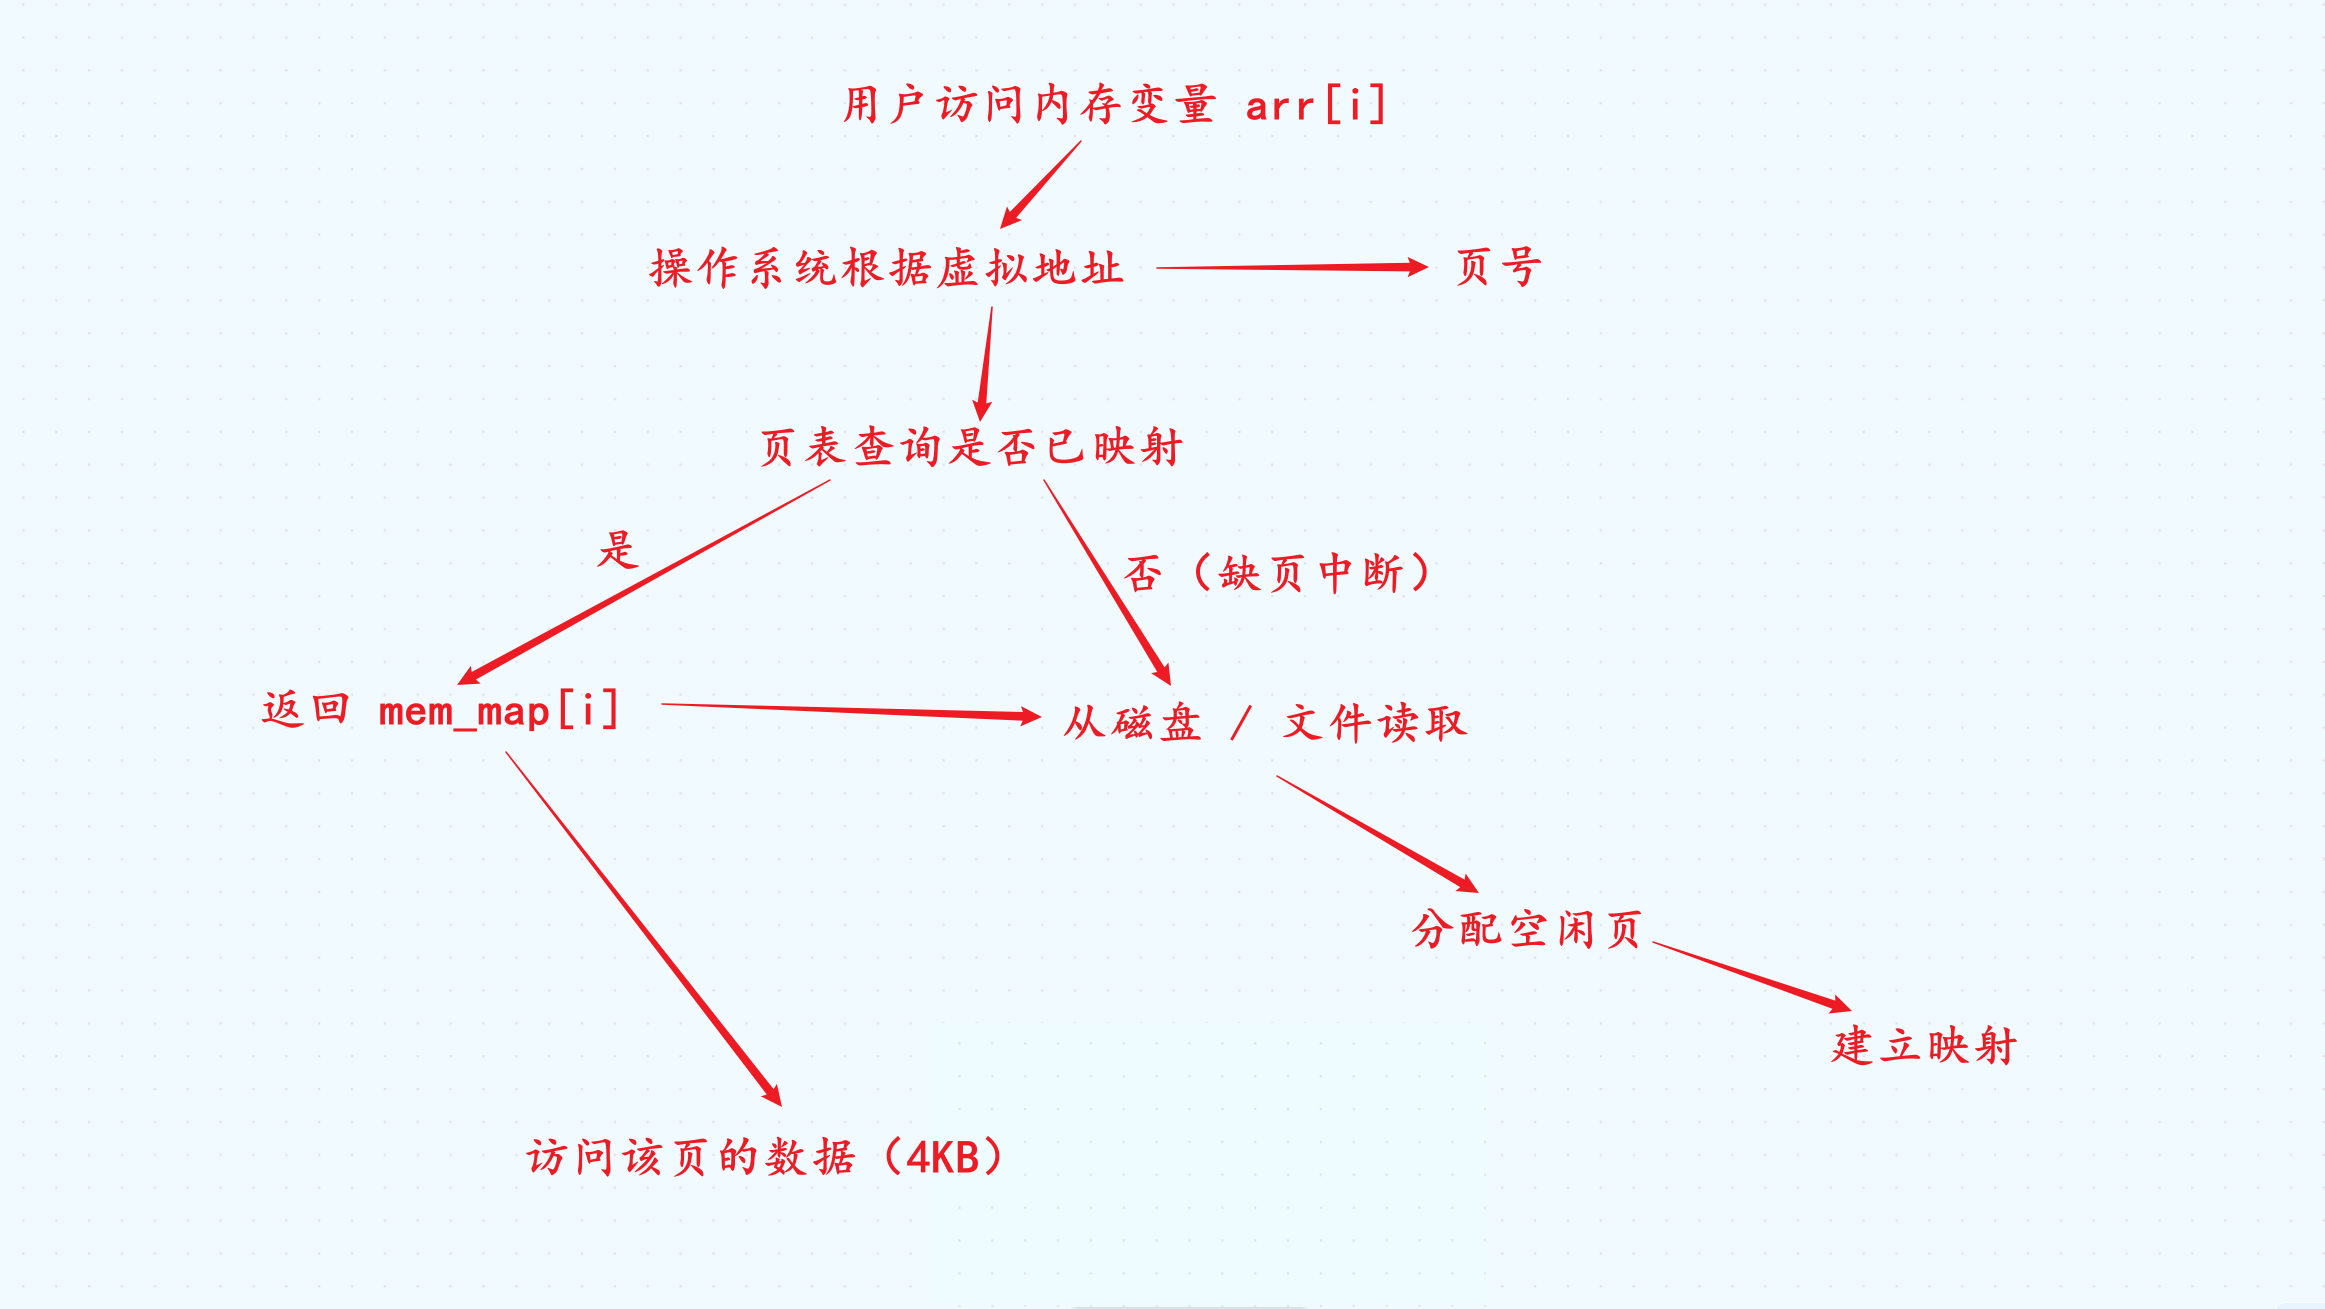 用户访问内存变量 arr[i]
操作系统根据虚拟地址
页号
页表查询是否已映射
是
否（缺页中断）
返回 mem_map[i]
从磁盘 / 文件读取
分配空闲页
建立映射
访问该页的数据（4KB）